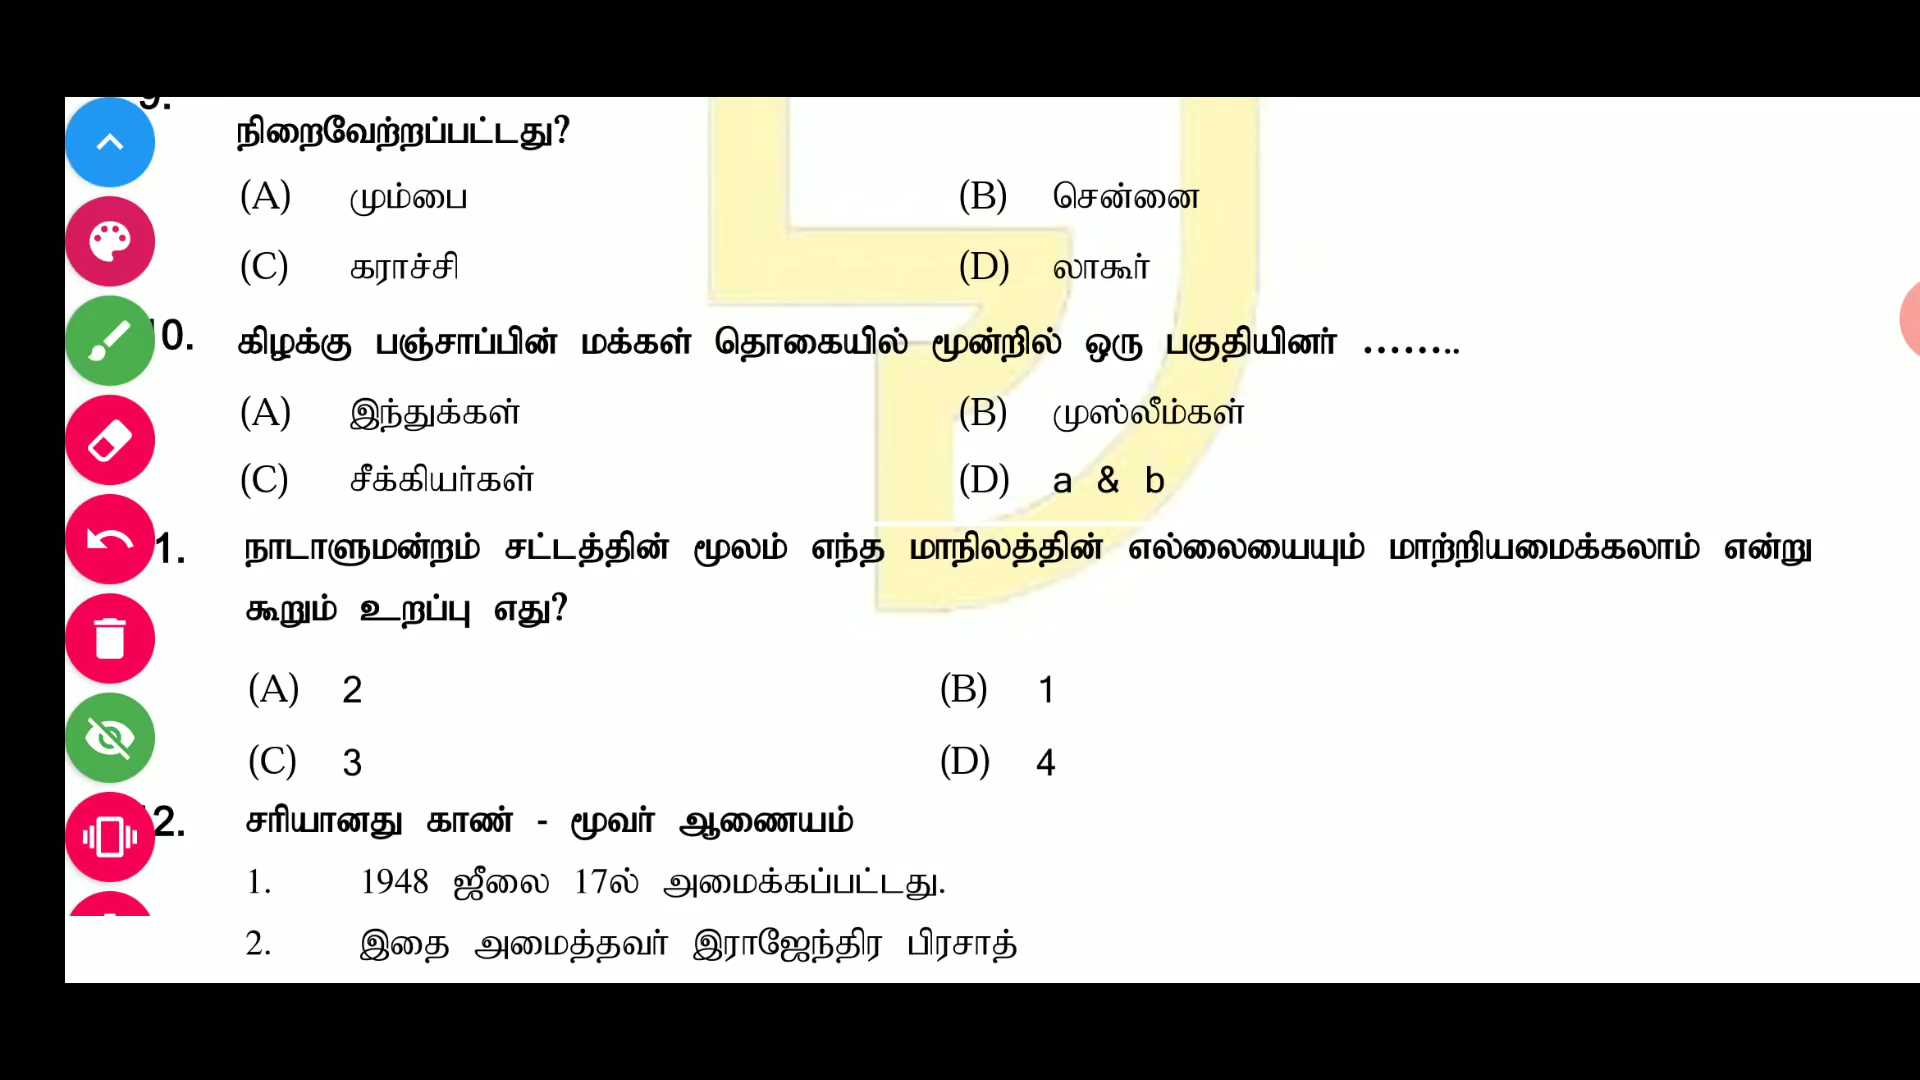 9.
நிறைவேற்றப்பட்டது?
(A) மும்பை (B) சென்னை
(C) கராச்சி (D) லாகூர்
10. கிழக்கு பஞ்சாப்பின் மக்கள் தொகையில் மூன்றில் ஒரு பகுதியினர் ........
(A) இந்துக்கள் (B) முஸ்லீம்கள்
(C) சீக்கியர்கள் (D) a & b
1. நாடாளுமன்றம் சட்டத்தின் மூலம் எந்த மாநிலத்தின் எல்லையையும் மாற்றியமைக்கலாம் என்று
கூறும் உறப்பு எது?
(A) 2 (B) 1
(C) 3 (D) 4
2. சரியானது காண் - மூவர் ஆணையம்
1. 1948 ஜீலை 17ல் அமைக்கப்பட்டது.
2. இதை அமைத்தவர் இராஜேந்திர பிரசாத்